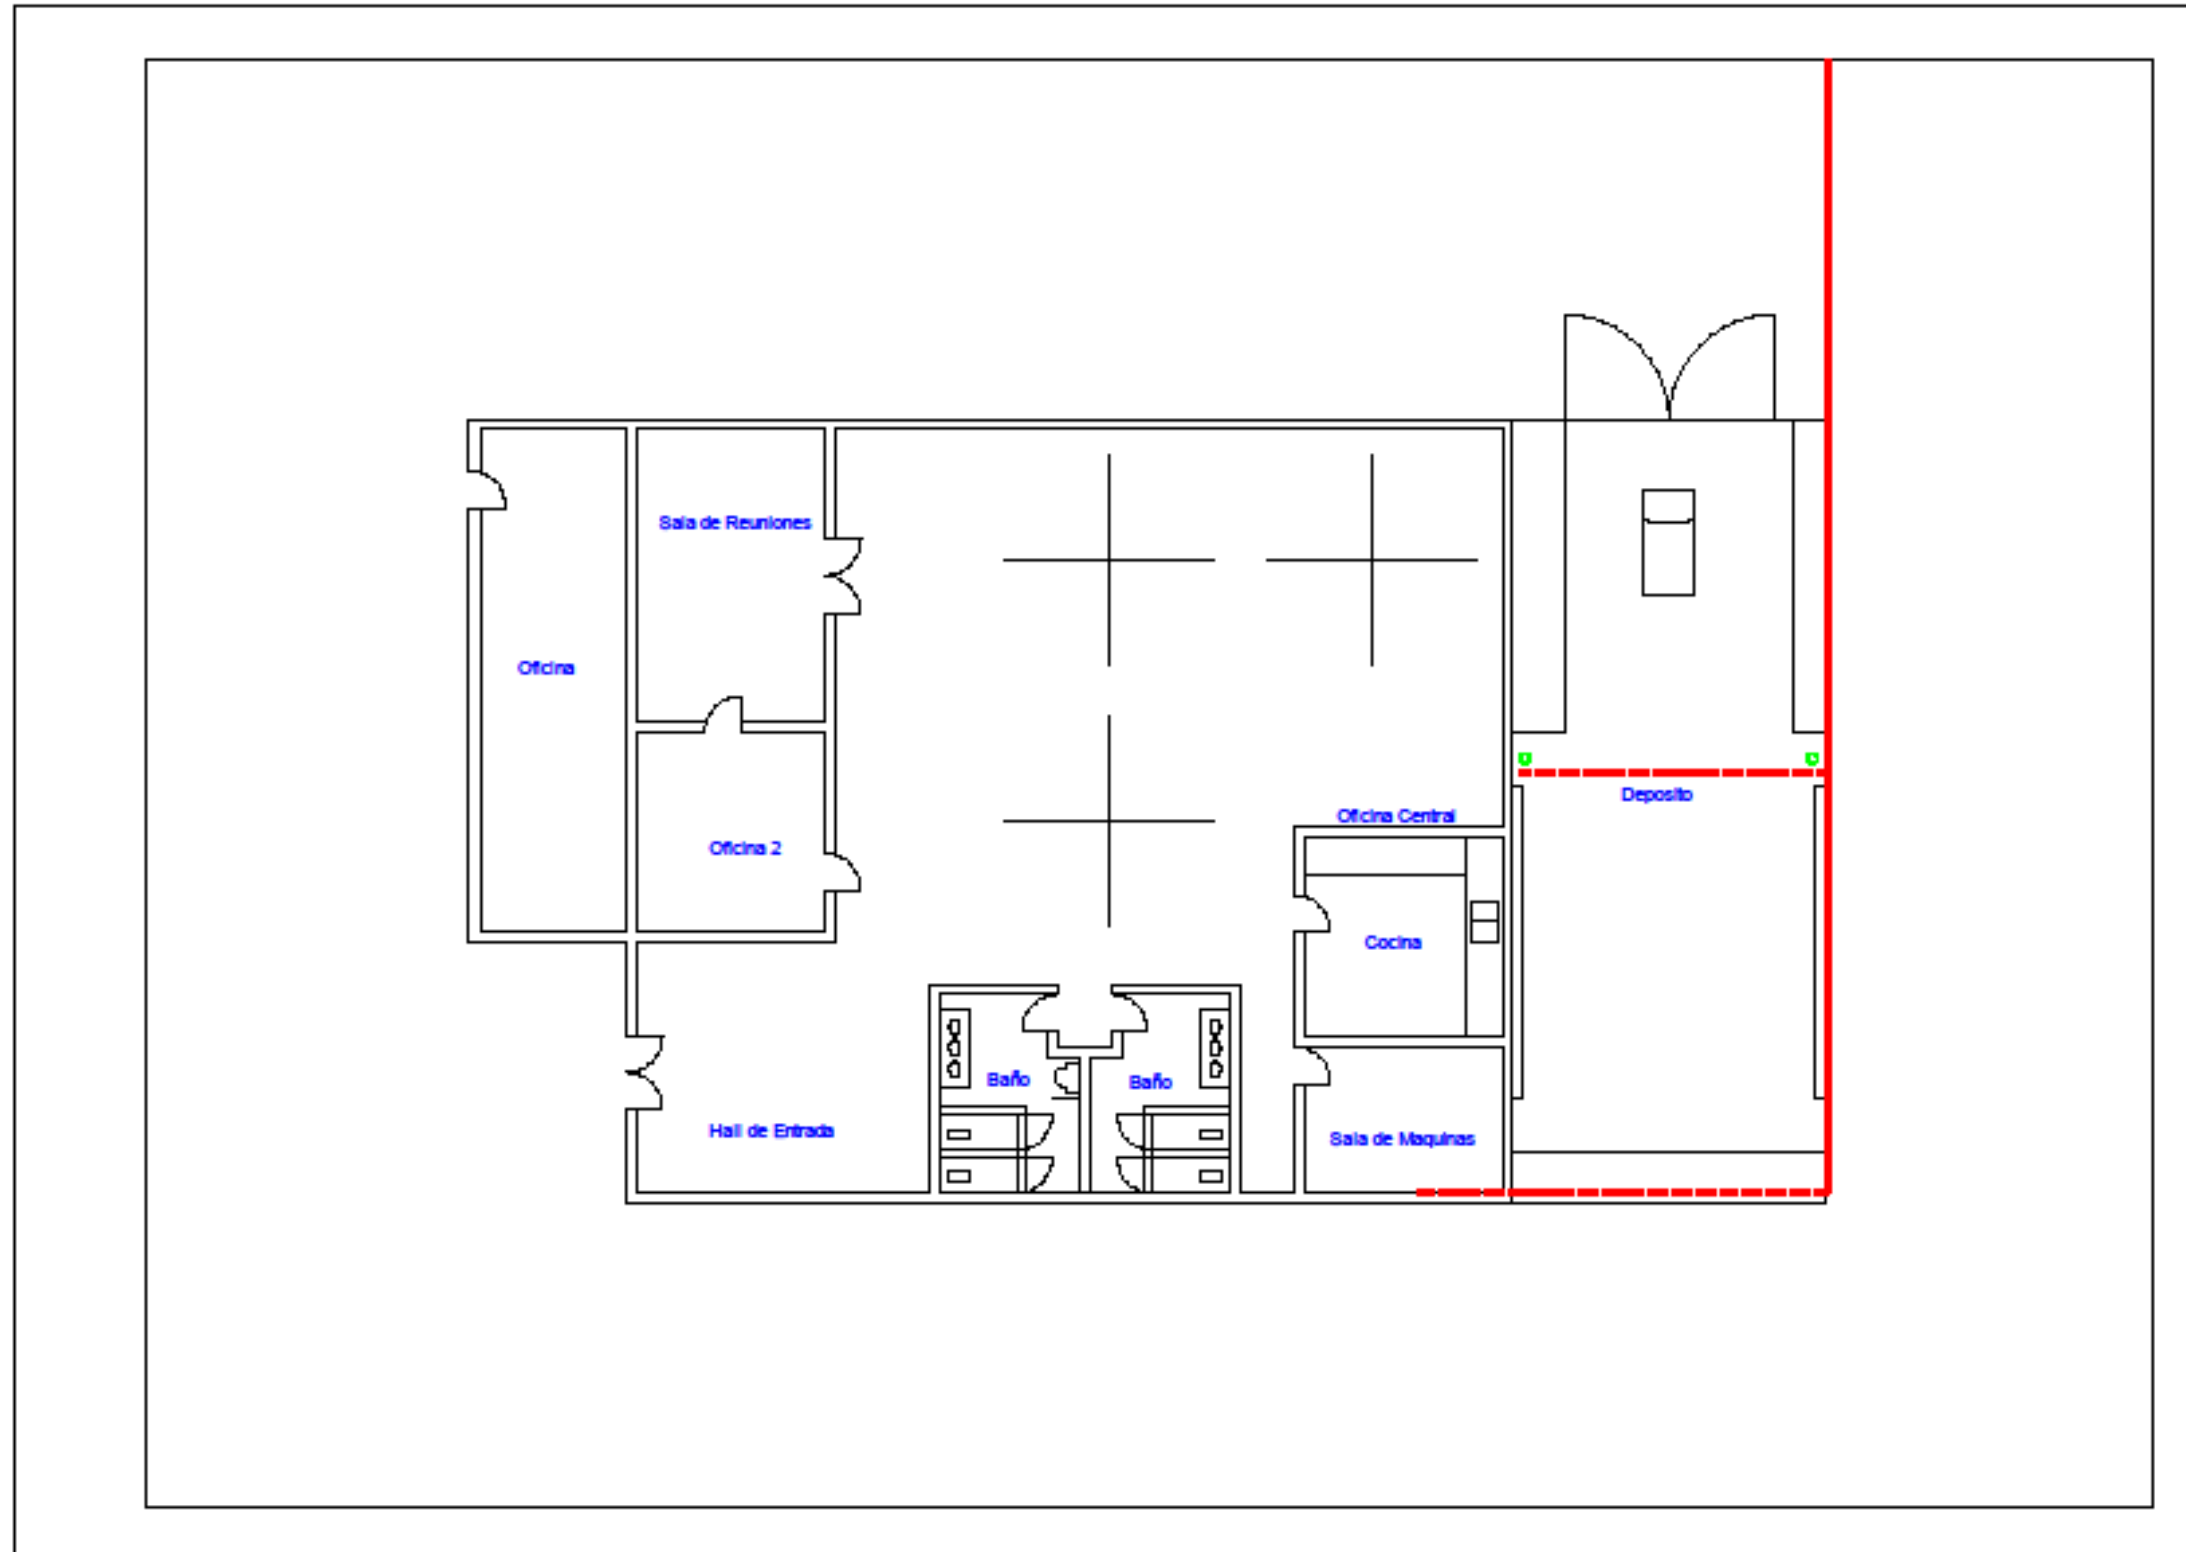 Sala de Reuniones
Oficina
Deposito
Oficina Central
Oficina 2
Cocina
Baño
Baño
Hall de Entrada
Sala de Maquinas